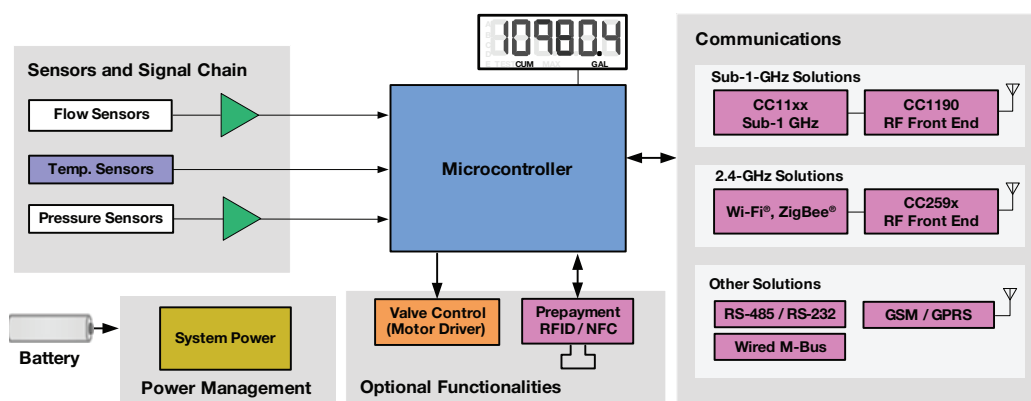 10980.4
TEST CUM MAX GAL
Communications
Sensors and Signal Chain
Flow Sensors
Temp. Sensors
Pressure Sensors
Microcontroller
Sub-1-GHz Solutions
CC11xx
Sub-1 GHz
CC1190
RF Front End
2.4-GHz Solutions
Wi-Fi®, ZigBee®
CC259x
RF Front End
Other Solutions
RS-485 / RS-232
GSM / GPRS
Wired M-Bus
Valve Control
(Motor Driver)
Prepayment
RFID / NFC
Optional Functionalities
System Power
Power Management
Battery